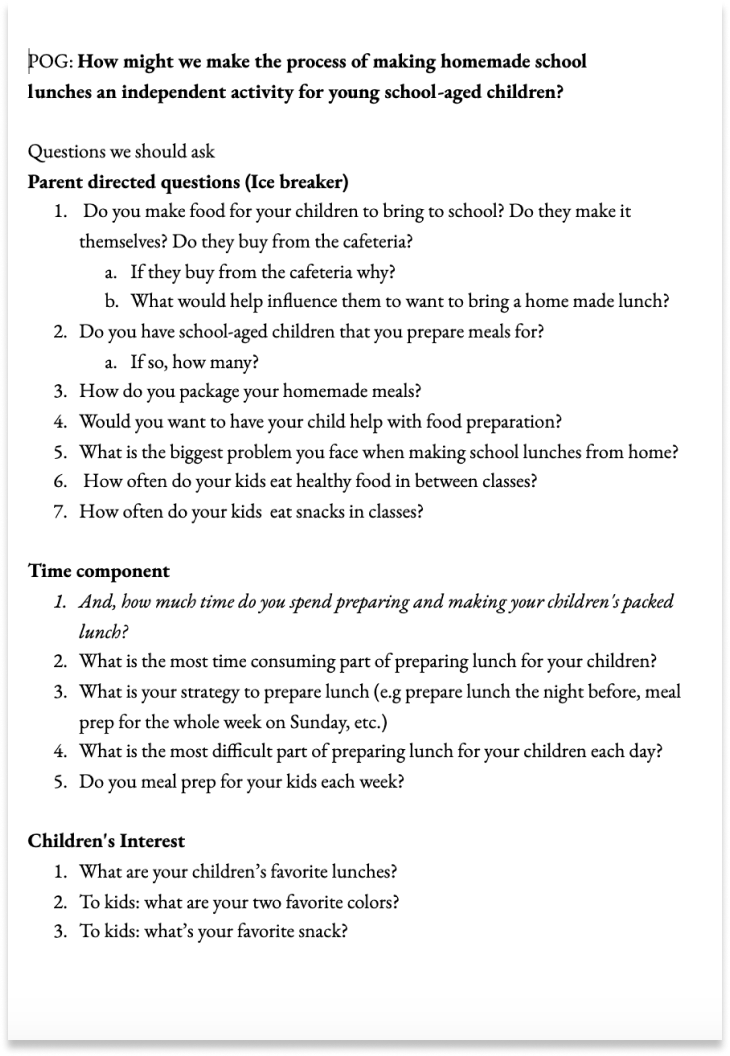 POG: How might we make the process of making homemade school
lunches an independent activity for young school-aged children?
Questions we should ask
Parent directed questions (Ice breaker)
1. Do you make food for your children to bring to school? Do they make it
themselves? Do they buy from the cafeteria?
a. If they buy from the cafeteria why?
b. What would help influence them to want to bring a home made lunch?
2. Do you have school-aged children that you prepare meals for?
a. If so, how many?
3. How do you package your homemade meals?
4. Would you want to have your child help with food preparation?
5. What is the biggest problem you face when making school lunches from home?
6. How often do your kids eat healthy food in between classes?
7. How often do your kids eat snacks in classes?
Time component
1. And, how much time do you spend preparing and making your children's packed
lunch?
2. What is the most time consuming part of preparing lunch for your children?
3. What is your strategy to prepare lunch (e.g prepare lunch the night before, meal
prep for the whole week on Sunday, etc.)
4. What is the most difficult part of preparing lunch for your children each day?
5. Do you meal prep for your kids each week?
Children's Interest
1. What are your children’s favorite lunches?
2. To kids: what are your two favorite colors?
3. To kids: what’s your favorite snack?